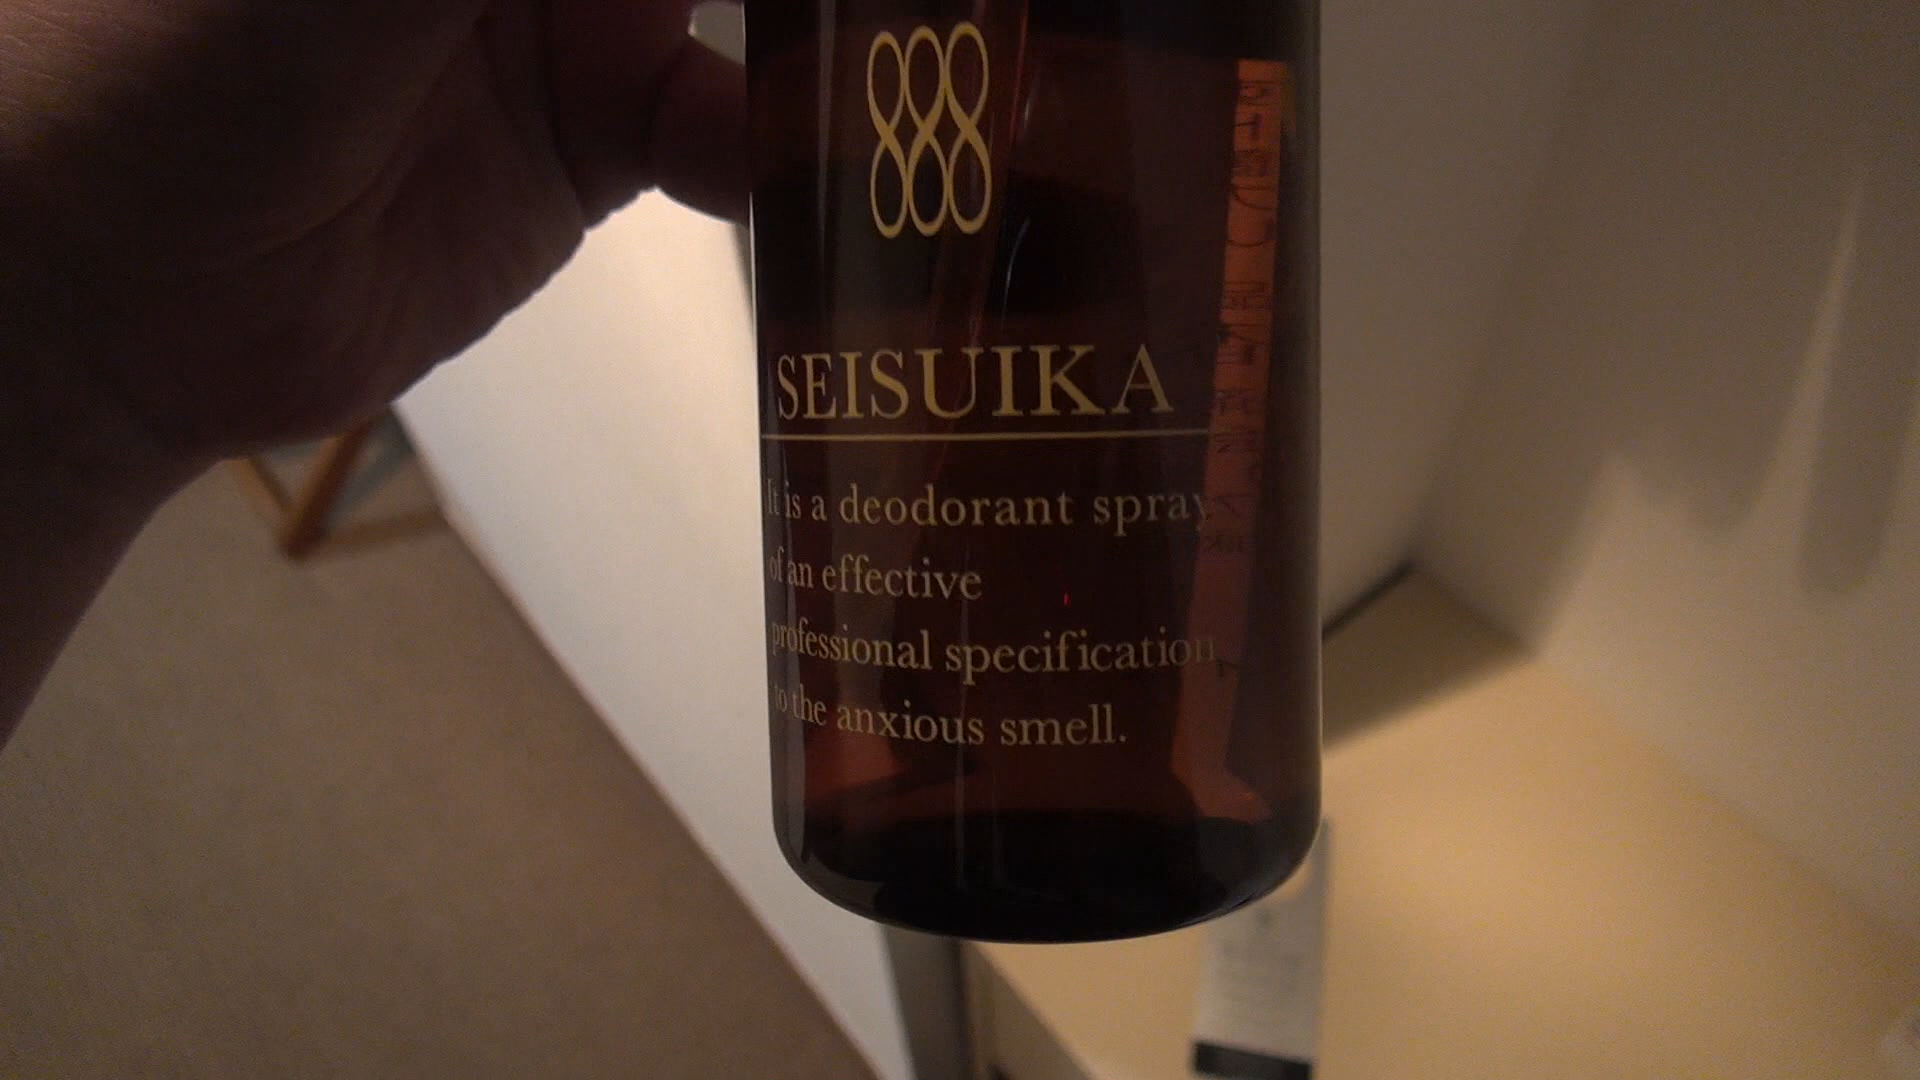 SEISUIKA
It is a deodorant spray
of an effective
professional specification
to the anxious smell.